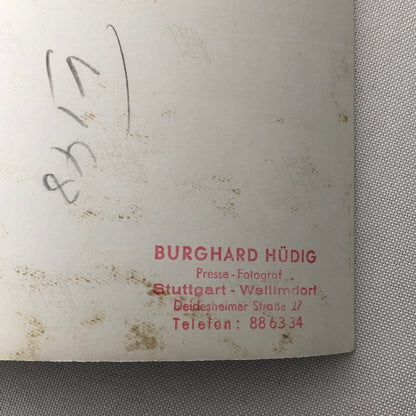 BURGHARD HÜDIG
Presse-Fotograf
Stuttgart - Weilimdorf
Deidesheimer Straße 27
Telefon: 88 63 34